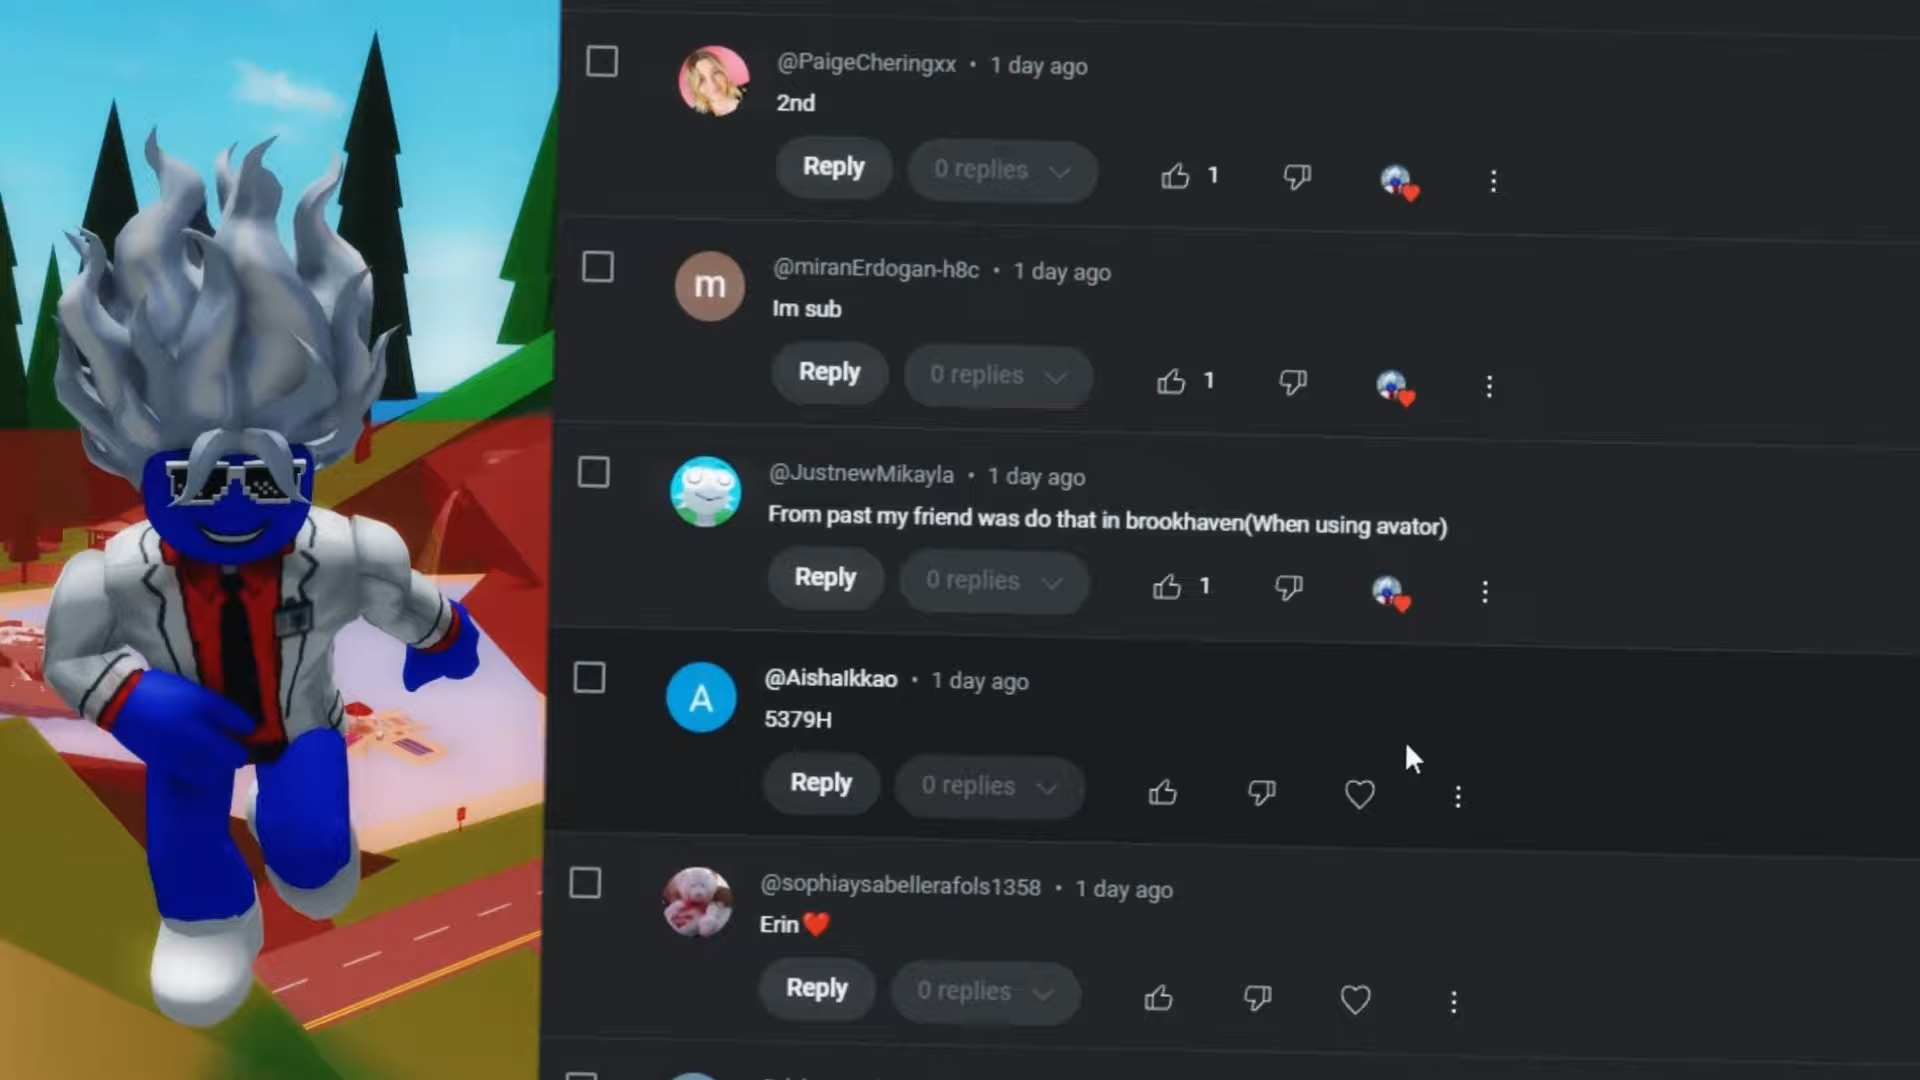 @PaigeCheringxx • 1 day ago
2nd
Reply 0 replies 1
@miranErdogan-h8c • 1 day ago
m
Im sub
Reply 0 replies 1
@JustnewMikayla • 1 day ago
From past my friend was do that in brookhaven(When using avator)
Reply 0 replies 1
@AishaIkkao • 1 day ago
A
5379H
Reply 0 replies
@sophiaysabellerafols1358 • 1 day ago
Erin❤️
Reply 0 replies